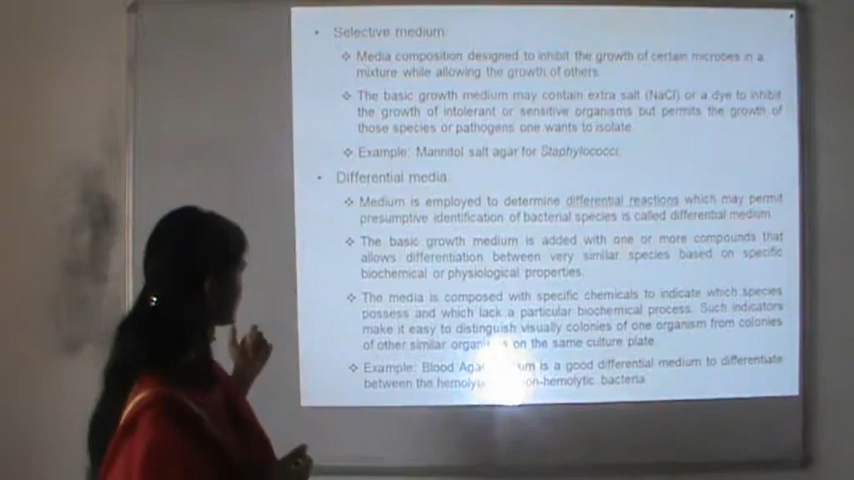 • Selective medium
❖ Media composition designed to inhibit the growth of certain microbes in a
mixture while allowing the growth of others.
❖ The basic growth medium may contain extra salt (NaCl) or a dye to inhibit
the growth of intolerant or sensitive organisms but permits the growth of
those species or pathogens one wants to isolate.
❖ Example: Mannitol salt agar for Staphylococci.
• Differential media
❖ Medium is employed to determine differential reactions which may permit
presumptive identification of bacterial species is called differential medium.
❖ The basic growth medium is added with one or more compounds that
allows differentiation between very similar species based on specific
biochemical or physiological properties.
❖ The media is composed with specific chemicals to indicate which species
possess and which lack a particular biochemical process. Such indicators
make it easy to distinguish visually colonies of one organism from colonies
of other similar on the same culture plate.
❖ Example: Blood is a good differential medium to differentiate
between the bacteria